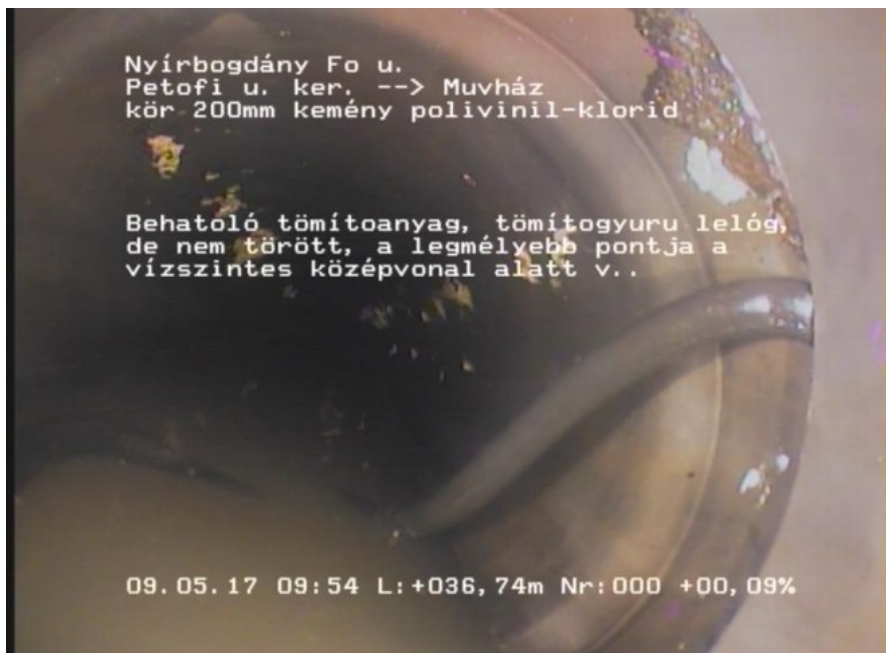 Nyírbogdány Fo u.
Petofi u. ker. --> Muvház
kör 200mm kemény polivinil-klorid
Behatoló tömítoanyag, tömítogyuru lelóg,
de nem törött, a legmélyebb pontja a
vízszintes középvonal alatt v..
09.05.17 09:54 L:+036,74m Nr:000 +00,09%